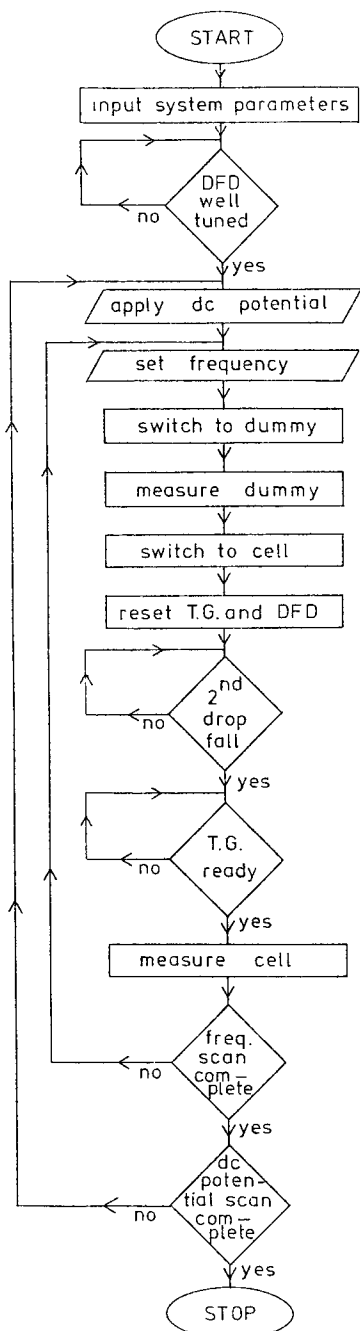 START
input system parameters
DFD
well
tuned
no
yes
apply dc potential
set frequency
switch to dummy
measure dummy
switch to cell
reset T.G. and DFD
2nd
drop
fall
no
yes
T.G.
ready
no
yes
measure cell
freq.
scan
com-
plete
no
yes
dc
poten-
tial scan
com-
plete
no
yes
STOP